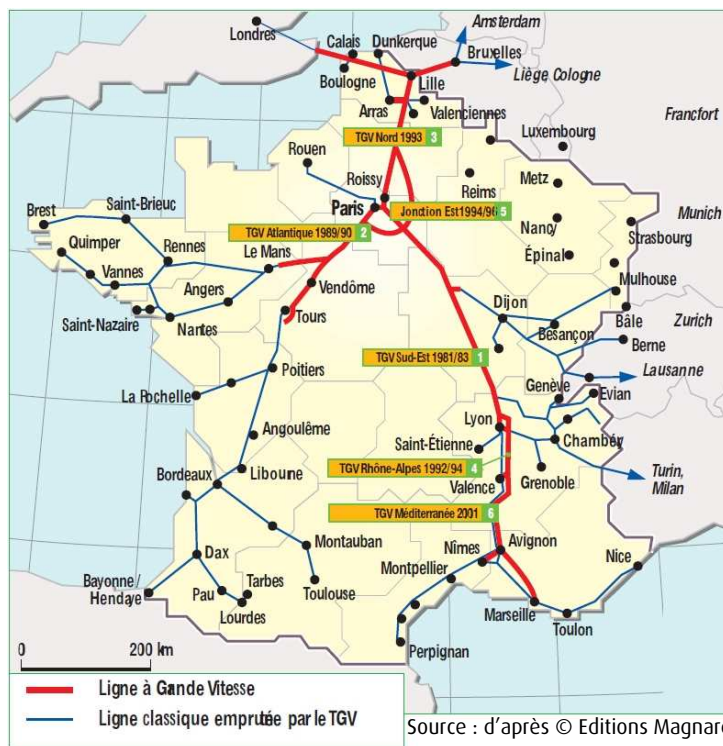 Amsterdam
Londres
Calais
Dunkerque
Bruxelles
Boulogne
Lille
Liège Cologne
Arras
Valenciennes
Francfort
TGV Nord 1993 3
Luxembourg
Rouen
Roissy
Reims
Metz
Paris
Jonction Est1994/96 5
Munich
Saint-Brieuc
Brest
TGV Atlantique 1989/90 2
Nancy
Strasbourg
Quimper
Rennes
Le Mans
Épinal
Vannes
Angers
Vendôme
Mulhouse
Dijon
Saint-Nazaire
Nantes
Tours
Besançon
Bâle
Zurich
Berne
TGV Sud-Est 1981/83 1
Poitiers
Lausanne
La Rochelle
Genève
Evian
Lyon
Angoulême
Saint-Étienne
Chambéry
TGV Rhône-Alpes 1992/94 4
Libourne
Bordeaux
Valence
Grenoble
Turin,
Milan
TGV Méditerranée 2001 6
Avignon
Montauban
Nîmes
Dax
Nice
Montpellier
Bayonne/
Hendaye
Tarbes
Pau
Toulouse
Lourdes
Marseille
Toulon
Perpignan
0 200 km
Ligne à Gande Vitesse
Ligne classique empruntée par le TGV
Source : d'après © Editions Magnard